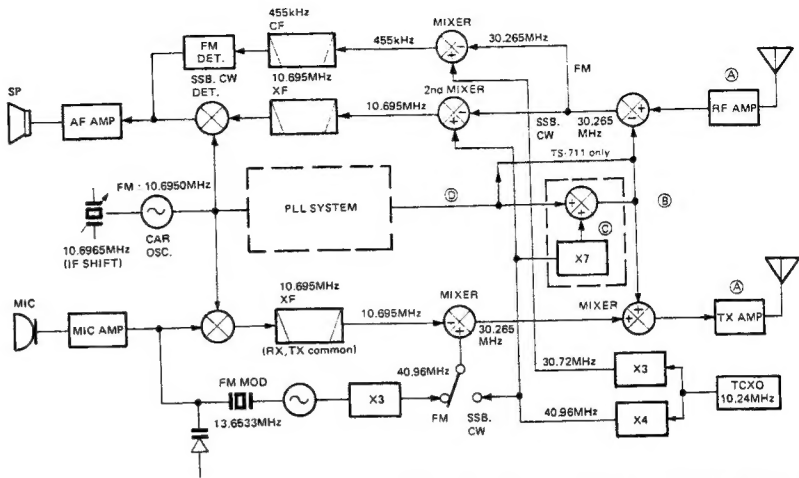 455kHz
CF
MIXER
FM
DET.
455kHz
30.265MHz
SSB. CW
DET.
10.695MHz
XF
2nd MIXER
FM
Ⓐ
SP
AF AMP
10.695MHz
SSB.
CW
30.265
MHz
RF AMP
TS-711 only
FM : 10.6950MHz
PLL SYSTEM
Ⓓ
Ⓑ
Ⓒ
X7
10.6965MHz
(IF SHIFT)
CAR
OSC.
MIC
MIC AMP
10.695MHz
XF
10.695MHz
(RX, TX common)
MIXER
30.265
MHz
MIXER
Ⓐ
TX AMP
40.96MHz
30.72MHz
X3
TCXO
10.24MHz
FM MOD
13.6533MHz
X3
FM
SSB.
CW
40.96MHz
X4